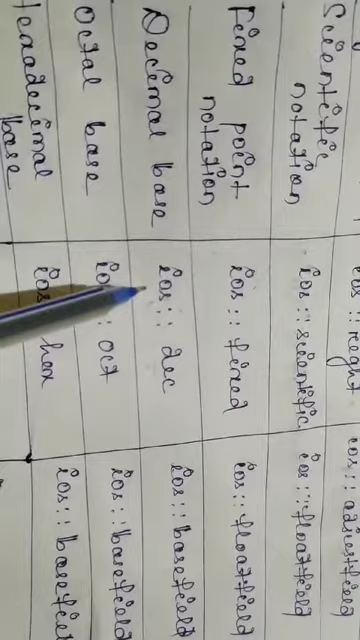 ios::right ios::adjustfield
Scientific notation ios::scientific ios::floatfield
Fixed point notation ios::fixed ios::floatfield
Decimal base ios::dec ios::basefield
Octal base :: oct ios::basefield
Hexadecimal base ios hex ios::basefield